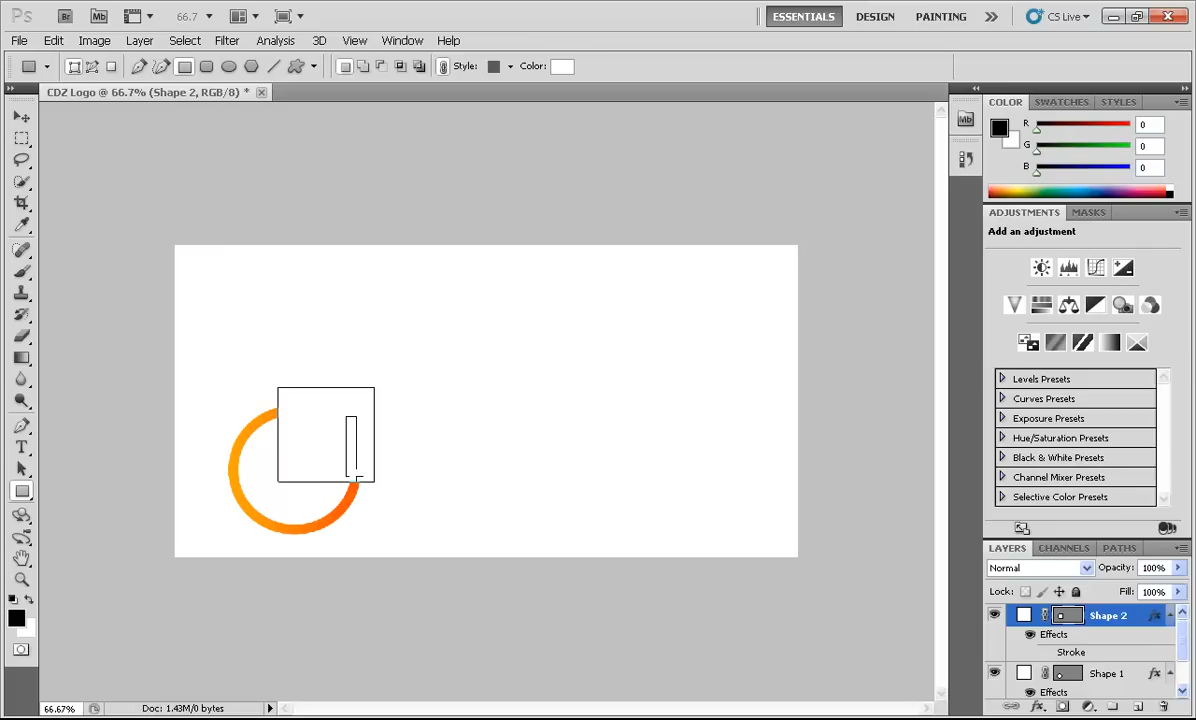 Ps Br Mb 66.7 ESSENTIALS DESIGN PAINTING CS Live
File Edit Image Layer Select Filter Analysis 3D View Window Help
Style: Color:
CDZ Logo @ 66.7% (Shape 2, RGB/8) *
COLOR SWATCHES STYLES
Mb
R 0
G 0
B 0
ADJUSTMENTS MASKS
Add an adjustment
Levels Presets
Curves Presets
Exposure Presets
Hue/Saturation Presets
Black & White Presets
Channel Mixer Presets
Selective Color Presets
LAYERS CHANNELS PATHS
Normal Opacity: 100%
Lock: Fill: 100%
Shape 2 fx
Effects
Stroke
Shape 1 fx
Effects
T
66.67% Doc: 1.43M/0 bytes
fx.